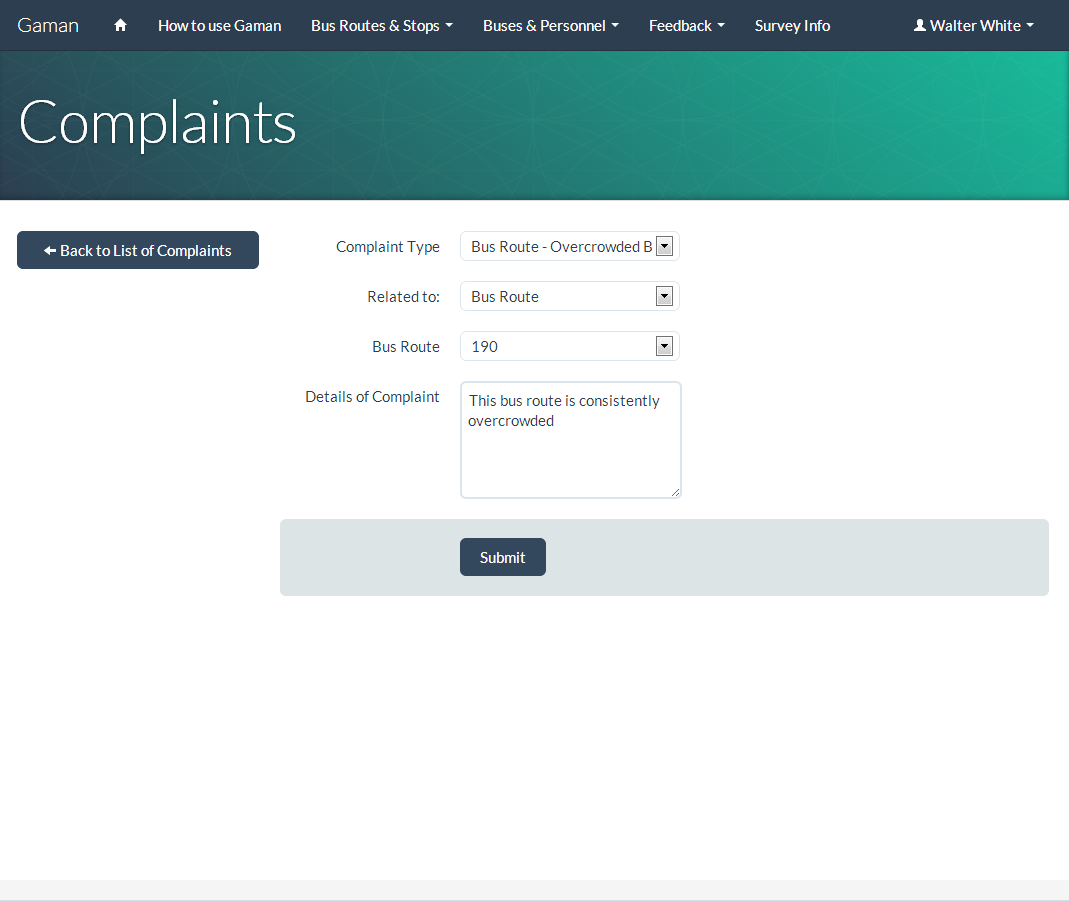 Gaman How to use Gaman Bus Routes & Stops Buses & Personnel Feedback Survey Info Walter White
Complaints
Back to List of Complaints
Complaint Type Bus Route - Overcrowded B
Related to: Bus Route
Bus Route 190
Details of Complaint This bus route is consistently
overcrowded
Submit